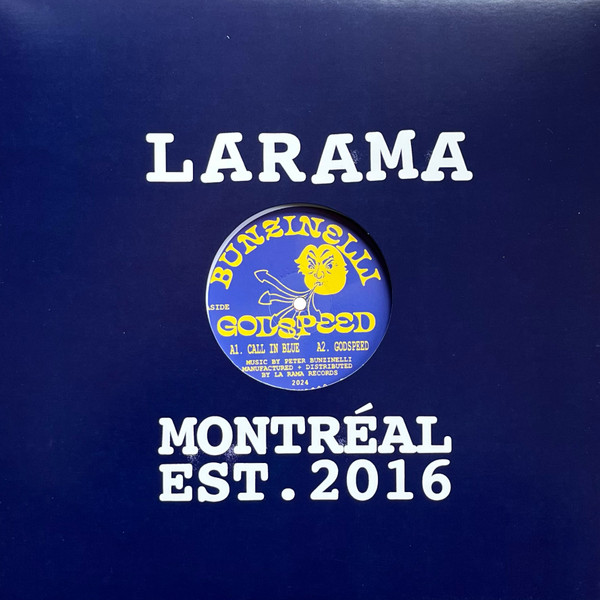 LARAMA
BUNZINELLI
SIDE
GODSPEED
A1. CALL IN BLUE A2. GODSPEED
MUSIC BY PETER BUNZINELLI
MANUFACTURED + DISTRIBUTED
BY LA RAMA RECORDS
2024
MONTRÉAL
EST.2016